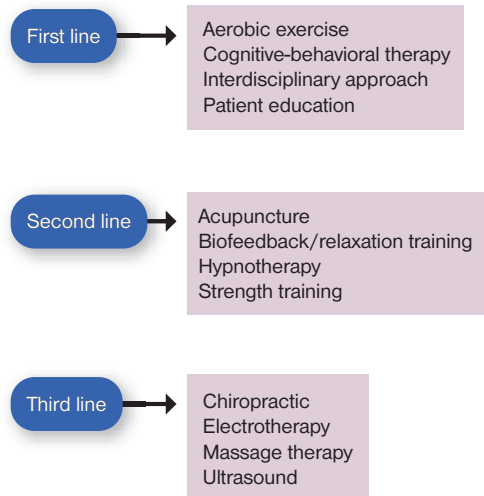 First line
Aerobic exercise
Cognitive-behavioral therapy
Interdisciplinary approach
Patient education
Second line
Acupuncture
Biofeedback/relaxation training
Hypnotherapy
Strength training
Third line
Chiropractic
Electrotherapy
Massage therapy
Ultrasound